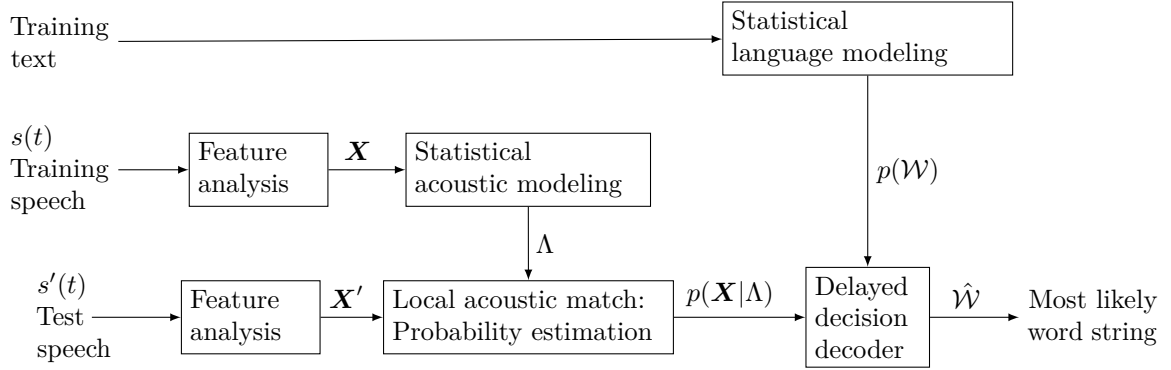 Training
text
Statistical
language modeling
s(t)
Training
speech
Feature
analysis
X
Statistical
acoustic modeling
p(𝒲)
Λ
s′(t)
Test
speech
Feature
analysis
X′
Local acoustic match:
Probability estimation
p(X|Λ)
Delayed
decision
decoder
𝒲̂
Most likely
word string